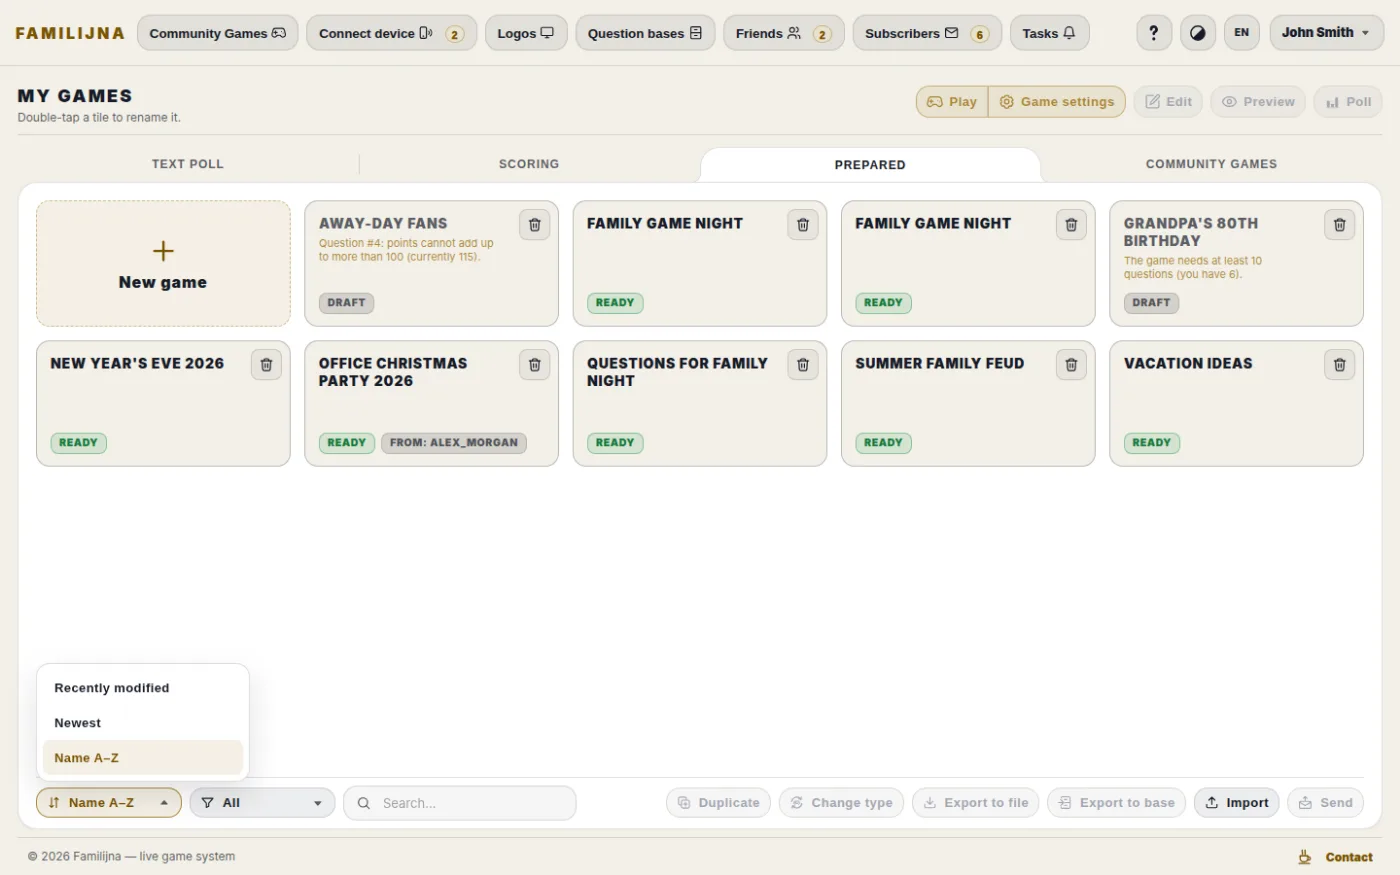 FAMILIJNA
Community Games
Connect device 2
Logos
Question bases
Friends 2
Subscribers 6
Tasks
?
EN
John Smith
MY GAMES
Double-tap a tile to rename it.
Play
Game settings
Edit
Preview
Poll
TEXT POLL
SCORING
PREPARED
COMMUNITY GAMES
New game
AWAY-DAY FANS
Question #4: points cannot add up
to more than 100 (currently 115).
DRAFT
FAMILY GAME NIGHT
READY
FAMILY GAME NIGHT
READY
GRANDPA'S 80TH
BIRTHDAY
The game needs at least 10
questions (you have 6).
DRAFT
NEW YEAR'S EVE 2026
READY
OFFICE CHRISTMAS
PARTY 2026
READY
FROM: ALEX_MORGAN
QUESTIONS FOR FAMILY
NIGHT
READY
SUMMER FAMILY FEUD
READY
VACATION IDEAS
READY
Recently modified
Newest
Name A–Z
Name A–Z
All
Search...
Duplicate
Change type
Export to file
Export to base
Import
Send
© 2026 Familijna — live game system
Contact